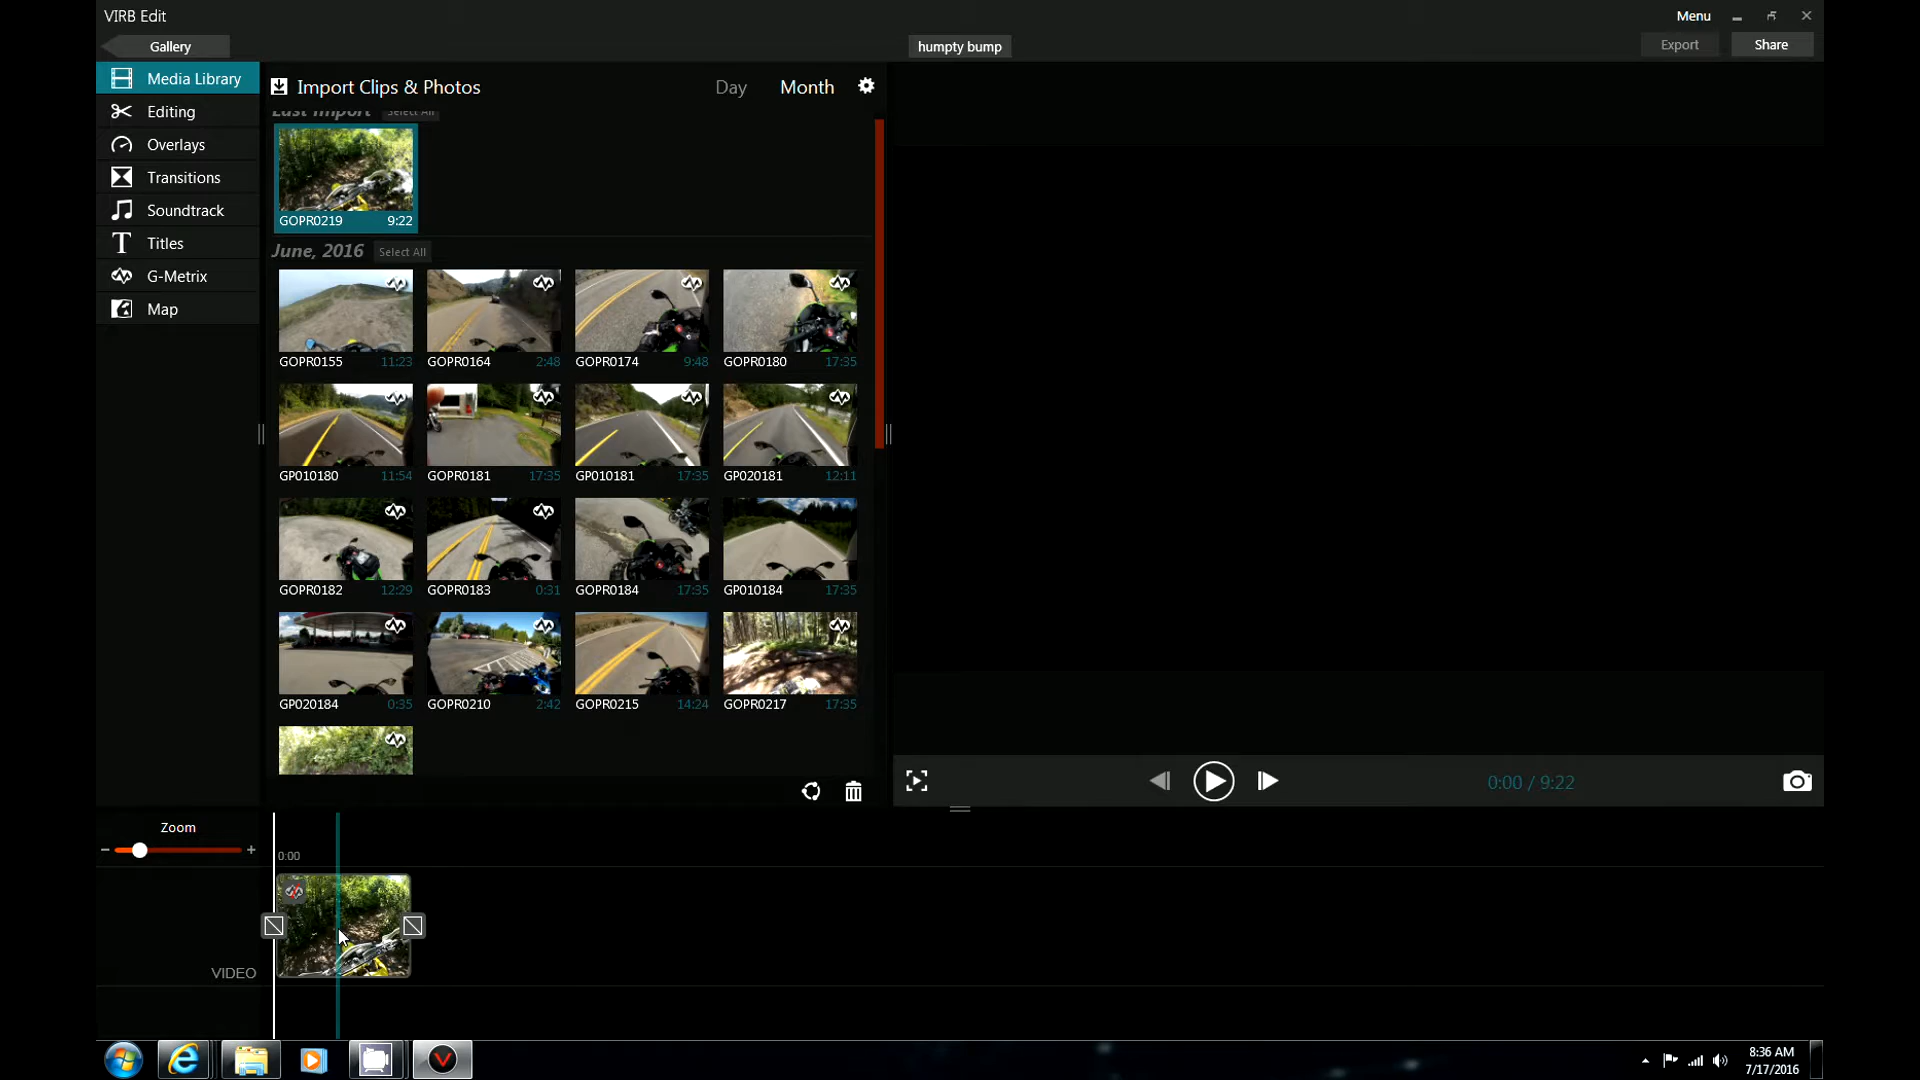 VIRB Edit
Menu
Gallery
humpty bump
Export
Share
Media Library
Editing
Overlays
Transitions
Soundtrack
Titles
G-Metrix
Map
Import Clips & Photos
Day
Month
Last Import
Select All
GOPR0219 9:22
June, 2016
Select All
GOPR0155 11:23
GOPR0164 2:48
GOPR0174 9:48
GOPR0180 17:35
GP010180 11:54
GOPR0181 17:35
GP010181 17:35
GP020181 12:11
GOPR0182 12:29
GOPR0183 0:31
GOPR0184 17:35
GP010184 17:35
GP020184 0:35
GOPR0210 2:42
GOPR0215 14:24
GOPR0217 17:35
0:00 / 9:22
Zoom
0:00
VIDEO
8:36 AM
7/17/2016